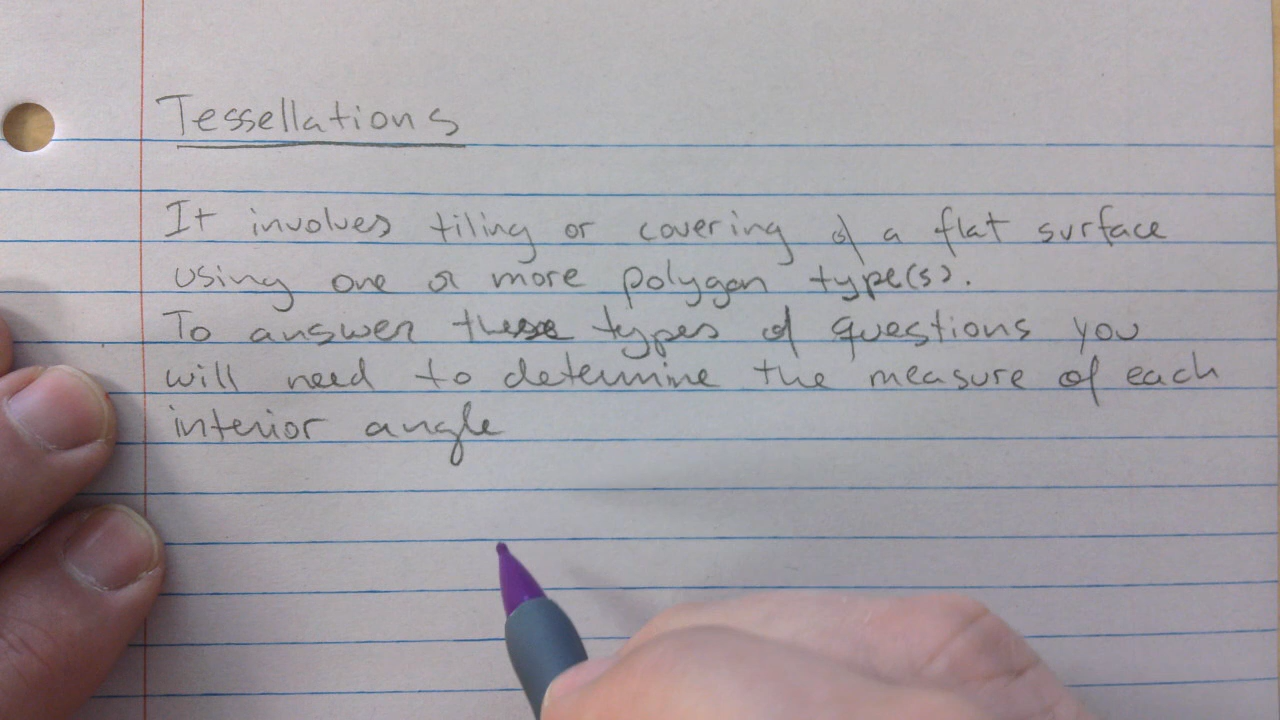 Tessellations
It involves tiling or covering of a flat surface
using one or more polygon type(s).
To answer these types of questions you
will need to determine the measure of each
interior angle